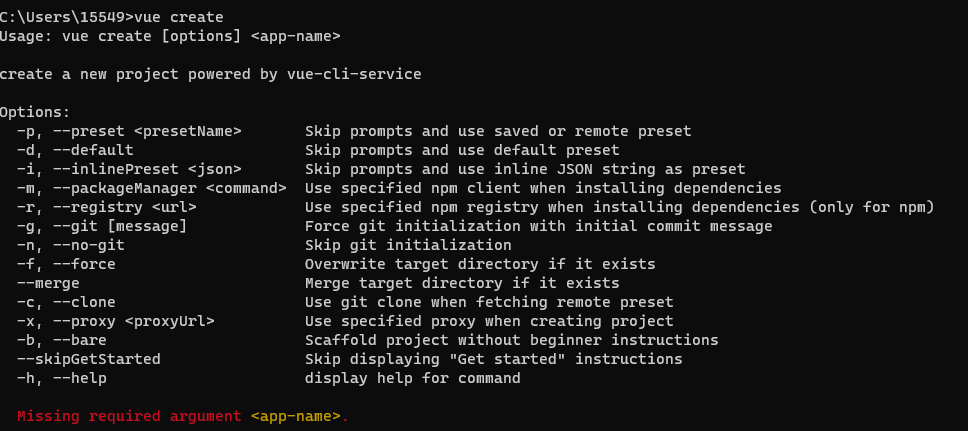 C:\Users\15549>vue create
Usage: vue create [options] <app-name>
create a new project powered by vue-cli-service
Options:
-p, --preset <presetName> Skip prompts and use saved or remote preset
-d, --default Skip prompts and use default preset
-i, --inlinePreset <json> Skip prompts and use inline JSON string as preset
-m, --packageManager <command> Use specified npm client when installing dependencies
-r, --registry <url> Use specified npm registry when installing dependencies (only for npm)
-g, --git [message] Force git initialization with initial commit message
-n, --no-git Skip git initialization
-f, --force Overwrite target directory if it exists
--merge Merge target directory if it exists
-c, --clone Use git clone when fetching remote preset
-x, --proxy <proxyUrl> Use specified proxy when creating project
-b, --bare Scaffold project without beginner instructions
--skipGetStarted Skip displaying "Get started" instructions
-h, --help display help for command
Missing required argument <app-name>.